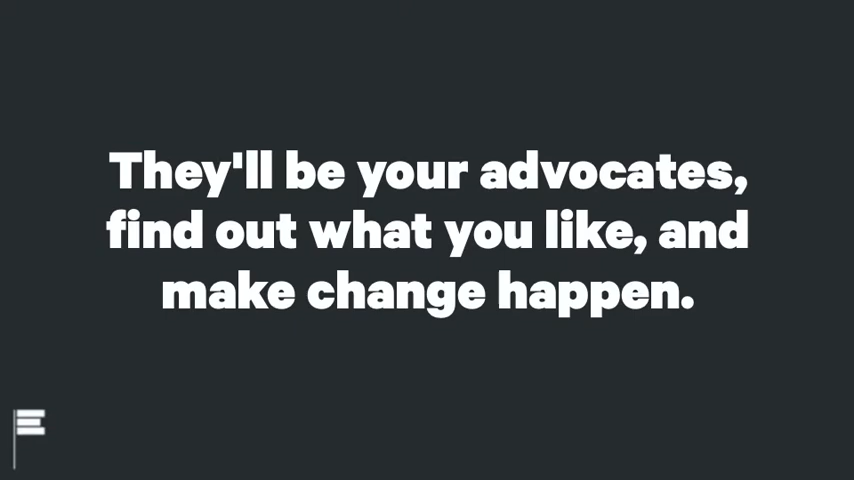 They'll be your advocates,
find out what you like, and
make change happen.